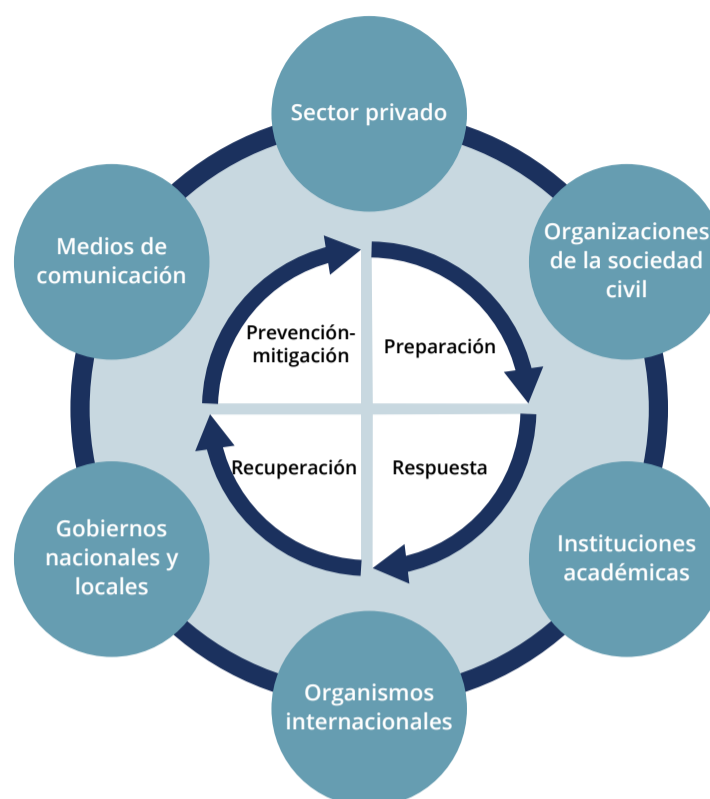 Sector privado
Medios de
comunicación
Organizaciones
de la sociedad
civil
Prevención-
mitigación
Preparación
Recuperación
Respuesta
Gobiernos
nacionales y
locales
Instituciones
académicas
Organismos
internacionales